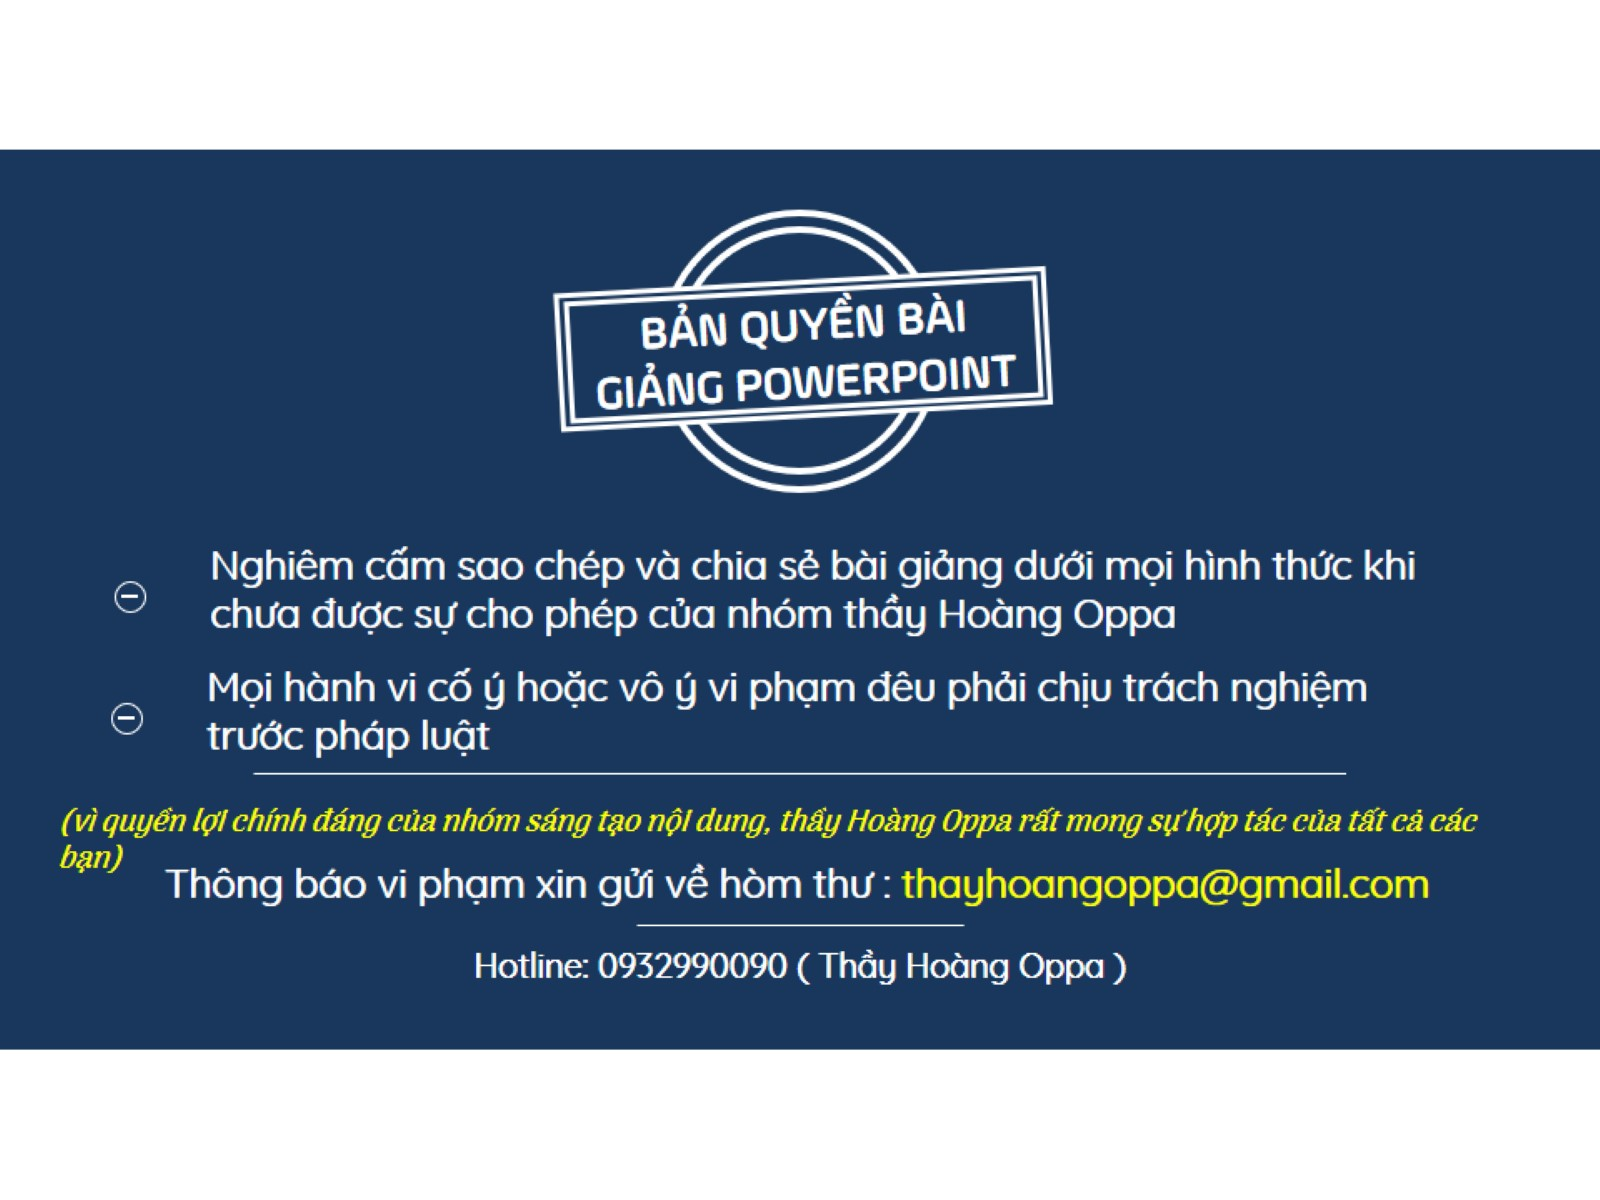 BẢN QUYỀN BÀI
GIẢNG POWERPOINT
Nghiêm cấm sao chép và chia sẻ bài giảng dưới mọi hình thức khi
chưa được sự cho phép của nhóm thầy Hoàng Oppa
Mọi hành vi cố ý hoặc vô ý vi phạm đêu phải chịu trách nghiệm
trước pháp luật
(vì quyền lợi chính đáng của nhóm sáng tạo nội dung, thầy Hoàng Oppa rất mong sự hợp tác của tất cả các
bạn)
Thông báo vi phạm xin gửi về hòm thư : thayhoangoppa@gmail.com
Hotline: 0932990090 ( Thầy Hoàng Oppa )